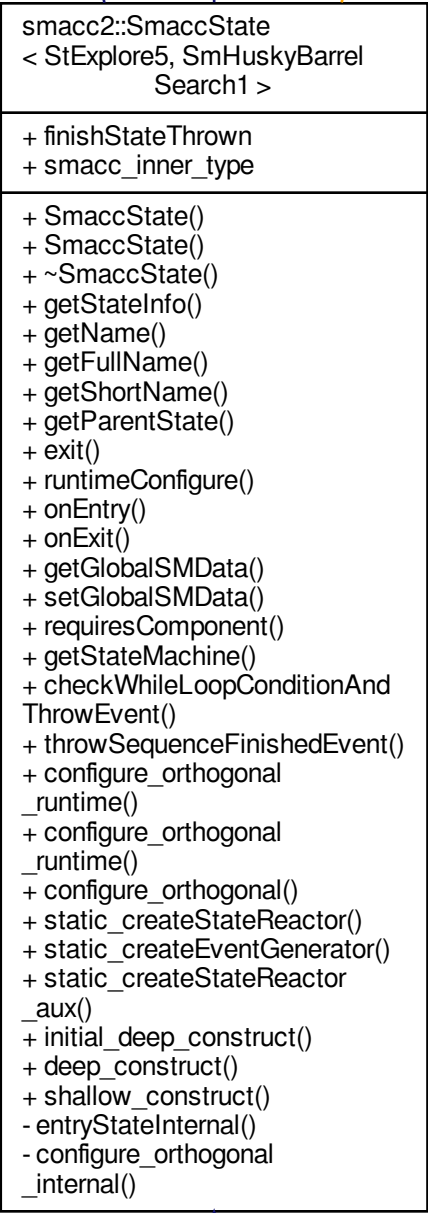 smacc2::SmaccState
< StExplore5, SmHuskyBarrel
Search1 >
+ finishStateThrown
+ smacc_inner_type
+ SmaccState()
+ SmaccState()
+ ~SmaccState()
+ getStateInfo()
+ getName()
+ getFullName()
+ getShortName()
+ getParentState()
+ exit()
+ runtimeConfigure()
+ onEntry()
+ onExit()
+ getGlobalSMData()
+ setGlobalSMData()
+ requiresComponent()
+ getStateMachine()
+ checkWhileLoopConditionAnd
ThrowEvent()
+ throwSequenceFinishedEvent()
+ configure_orthogonal
_runtime()
+ configure_orthogonal
_runtime()
+ configure_orthogonal()
+ static_createStateReactor()
+ static_createEventGenerator()
+ static_createStateReactor
_aux()
+ initial_deep_construct()
+ deep_construct()
+ shallow_construct()
- entryStateInternal()
- configure_orthogonal
_internal()